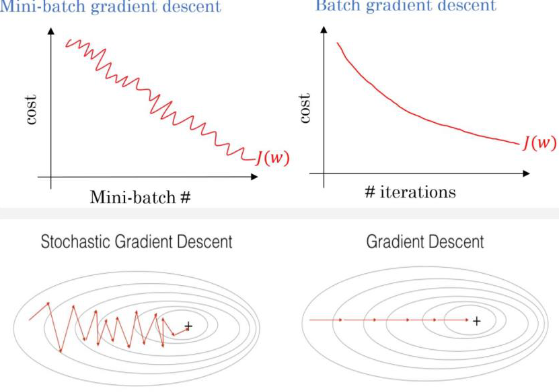 Mini-batch gradient descent
Batch gradient descent
cost
J(w)
Mini-batch #
cost
J(w)
# iterations
Stochastic Gradient Descent
Gradient Descent